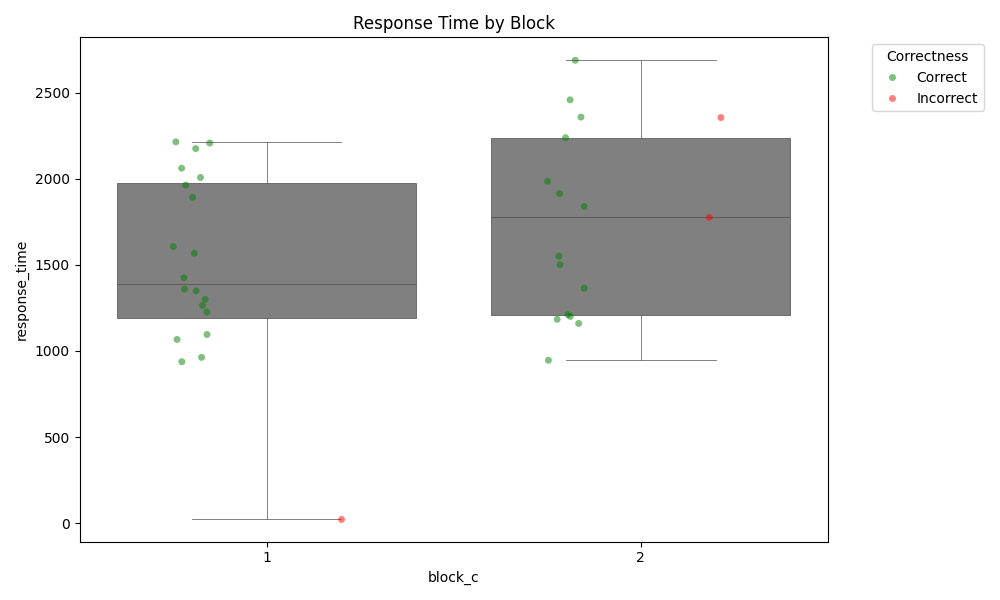 Response Time by Block
Correctness
Correct
Incorrect
response_time
2500
2000
1500
1000
500
0
1
2
block_c